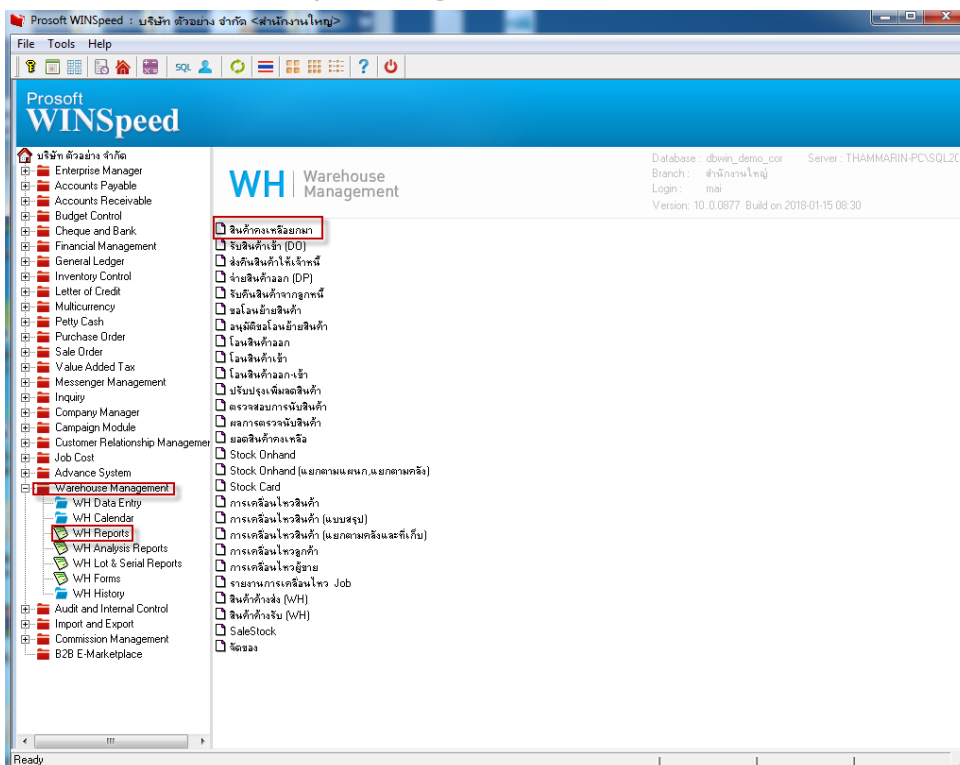 Prosoft WINSpeed : บริษัท ตัวอย่าง จำกัด <สำนักงานใหญ่>
File Tools Help
SQL
Prosoft
WINSpeed
บริษัท ตัวอย่าง จำกัด
Enterprise Manager
Accounts Payable
Accounts Receivable
Budget Control
Cheque and Bank
Financial Management
General Ledger
Inventory Control
Letter of Credit
Multicurrency
Petty Cash
Purchase Order
Sale Order
Value Added Tax
Messenger Management
Inquiry
Company Manager
Campaign Module
Customer Relationship Managemer
Job Cost
Advance System
Warehouse Management
WH Data Entry
WH Calendar
WH Reports
WH Analysis Reports
WH Lot & Serial Reports
WH Forms
WH History
Audit and Internal Control
Import and Export
Commission Management
B2B E-Marketplace
WH Warehouse Management
Database : dbwin_demo_cor Server : THAMMARIN-PC\SQL20
Branch : สำนักงานใหญ่
Login : mai
Version: 10.0.0877 Build on 2018-01-15 08:30
สินค้าคงเหลือยกมา
รับสินค้าเข้า (DO)
ส่งคืนสินค้าให้เจ้าหนี้
จ่ายสินค้าออก (DP)
รับคืนสินค้าจากลูกหนี้
ขอโอนย้ายสินค้า
อนุมัติขอโอนย้ายสินค้า
โอนสินค้าออก
โอนสินค้าเข้า
โอนสินค้าออก-เข้า
ปรับปรุงเพิ่มลดสินค้า
ตรวจสอบการนับสินค้า
ผลการตรวจนับสินค้า
ยอดสินค้าคงเหลือ
Stock Onhand
Stock Onhand (แยกตามแผนก,แยกตามคลัง)
Stock Card
การเคลื่อนไหวสินค้า
การเคลื่อนไหวสินค้า (แบบสรุป)
การเคลื่อนไหวสินค้า (แยกตามคลังและที่เก็บ)
การเคลื่อนไหวลูกค้า
การเคลื่อนไหวผู้ขาย
รายงานการเคลื่อนไหว Job
สินค้าค้างส่ง (WH)
สินค้าค้างรับ (WH)
SaleStock
จัดของ
Ready